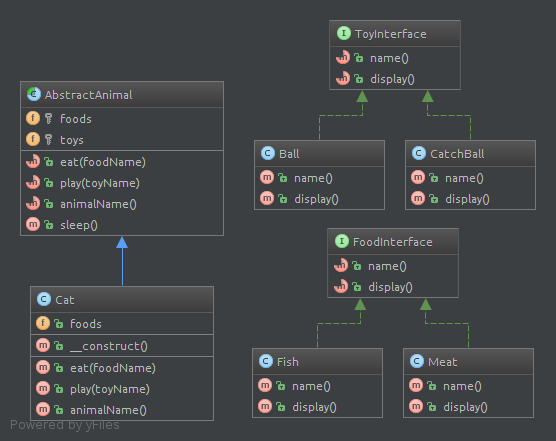 AbstractAnimal
foods
toys
eat(foodName)
play(toyName)
animalName()
sleep()
Cat
foods
__construct()
eat(foodName)
play(toyName)
animalName()
ToyInterface
name()
display()
Ball
name()
display()
CatchBall
name()
display()
FoodInterface
name()
display()
Fish
name()
display()
Meat
name()
display()
Powered by yFiles